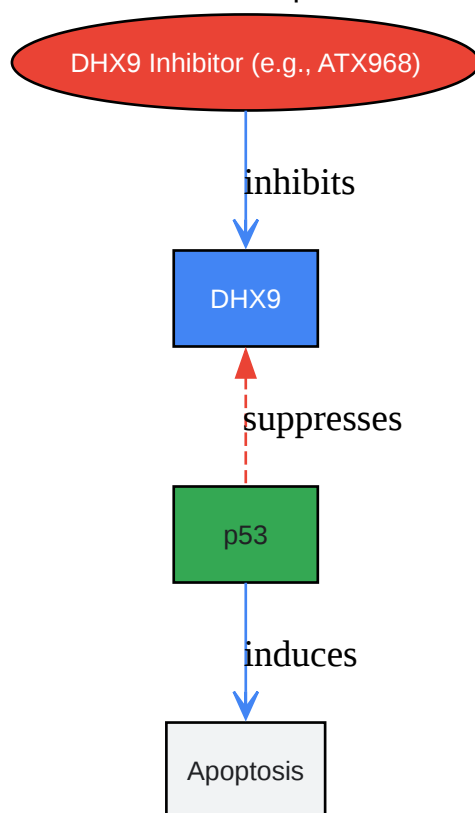 DHX9 Inhibitor (e.g., ATX968)
inhibits
DHX9
suppresses
p53
induces
Apoptosis